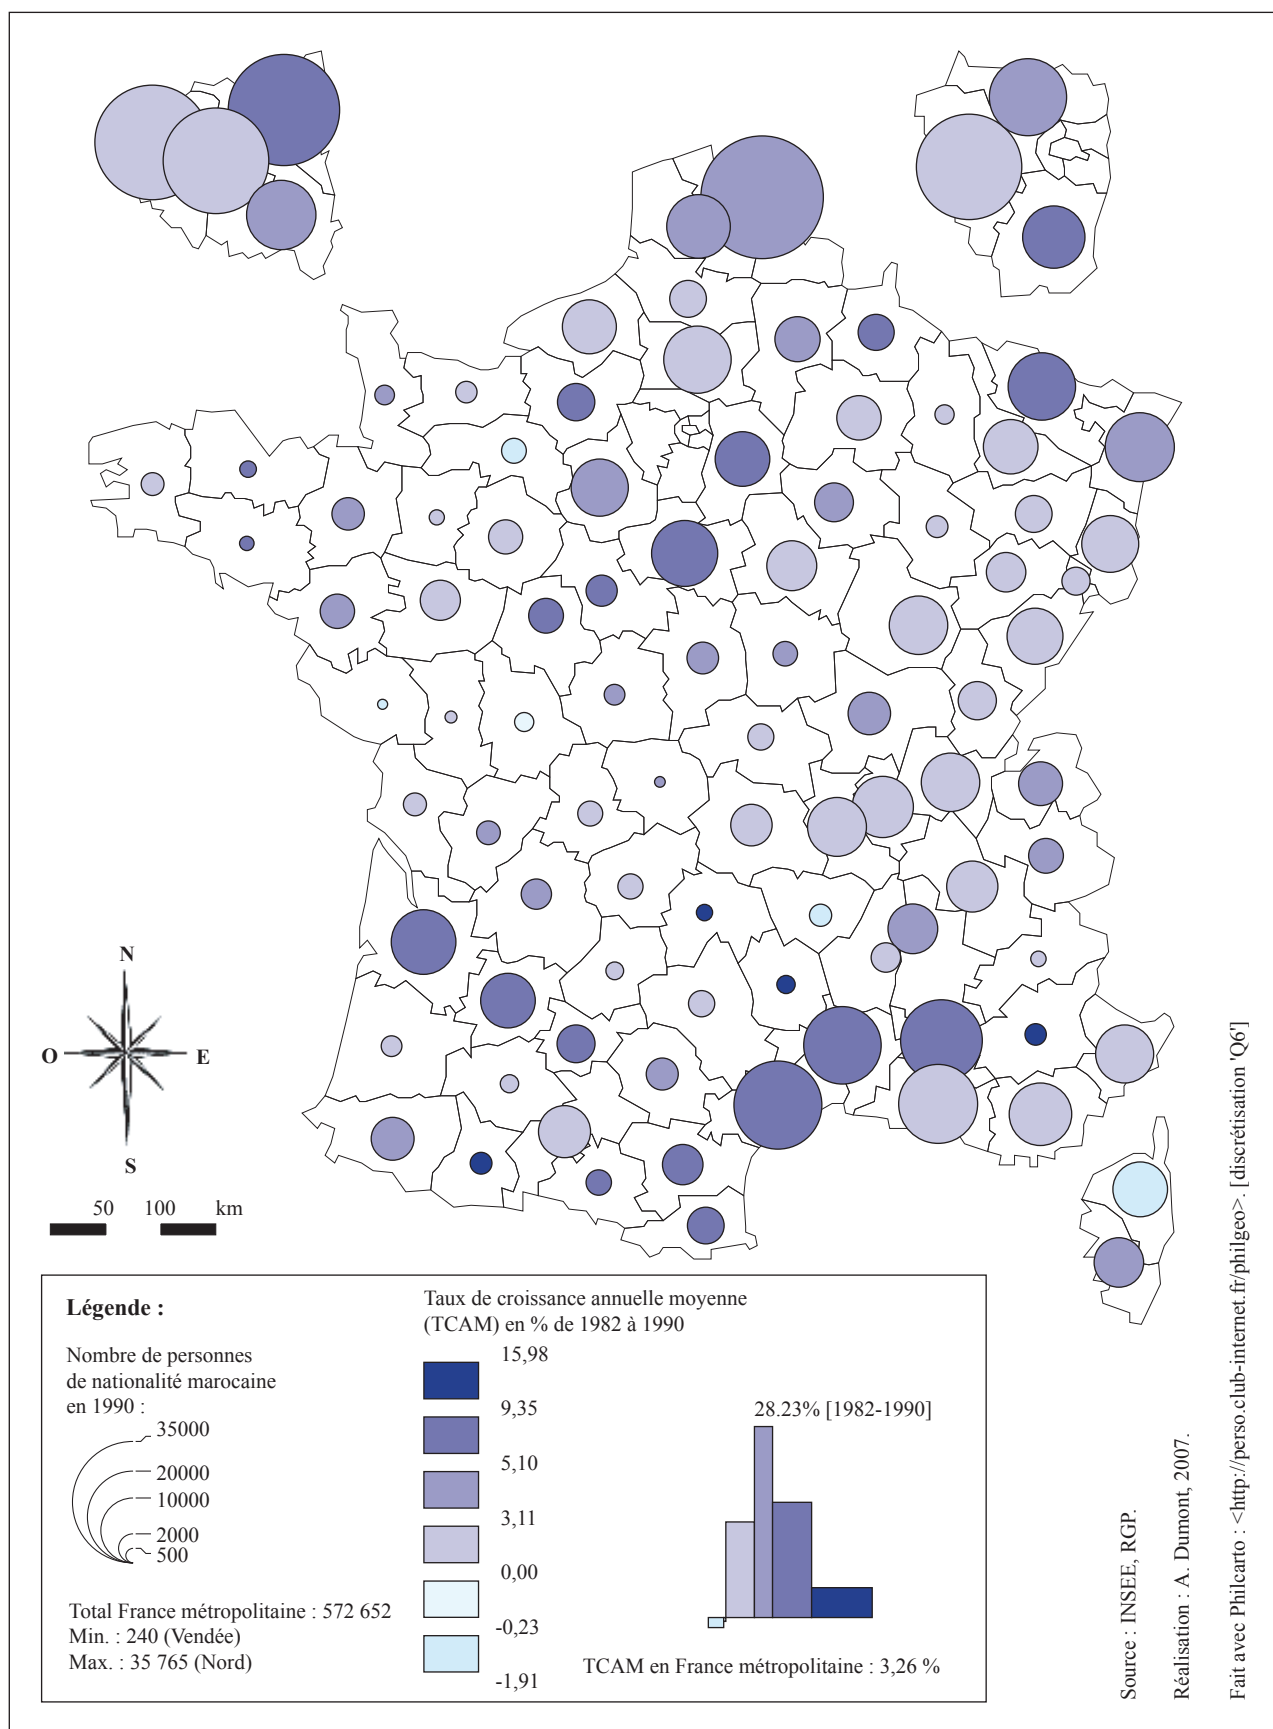 N
O
E
S
50 100 km
Légende :
Nombre de personnes
de nationalité marocaine
en 1990 :
35000
20000
10000
2000
500
Total France métropolitaine : 572 652
Min. : 240 (Vendée)
Max. : 35 765 (Nord)
Taux de croissance annuelle moyenne
(TCAM) en % de 1982 à 1990
15,98
9,35
5,10
3,11
0,00
-0,23
-1,91
28.23% [1982-1990]
TCAM en France métropolitaine : 3,26 %
Source : INSEE, RGP.
Réalisation : A. Dumont, 2007.
Fait avec Philcarto : <http://perso.club-internet.fr/philgeo>. [discrétisation 'Q6']